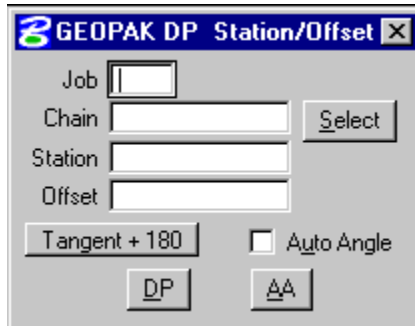 GEOPAK DP Station/Offset
Job
Chain
Select
Station
Offset
Tangent + 180
Auto Angle
DP
AA